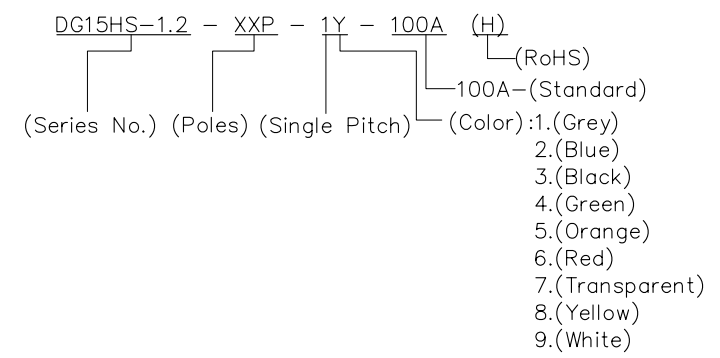 DG15HS-1.2 - XXP - 1Y - 100A (H)
(RoHS)
100A-(Standard)
(Series No.) (Poles) (Single Pitch) (Color):1.(Grey)
2.(Blue)
3.(Black)
4.(Green)
5.(Orange)
6.(Red)
7.(Transparent)
8.(Yellow)
9.(White)